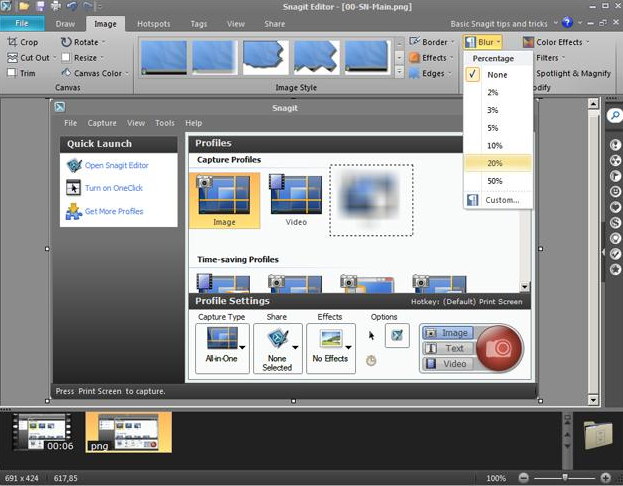 Snagit Editor - [00-SN-Main.png]
File Draw Image Hotspots Tags View Share Basic Snagit tips and tricks
Crop Rotate Border Blur Color Effects
Cut Out Resize Effects Filters
Trim Canvas Color Edges Spotlight & Magnify
Canvas Image Style odify
Percentage
None
2%
3%
5%
10%
20%
50%
Custom...
Snagit
File Capture View Tools Help
Quick Launch
Open Snagit Editor
Turn on OneClick
Get More Profiles
Profiles
Capture Profiles
Image Video
Time-saving Profiles
Profile Settings Hotkey: (Default) Print Screen
Capture Type Share Effects Options
All-in-One None Selected No Effects
Image
Text
Video
Press Print Screen to capture.
00:06 png
691 x 424 617,85 100%